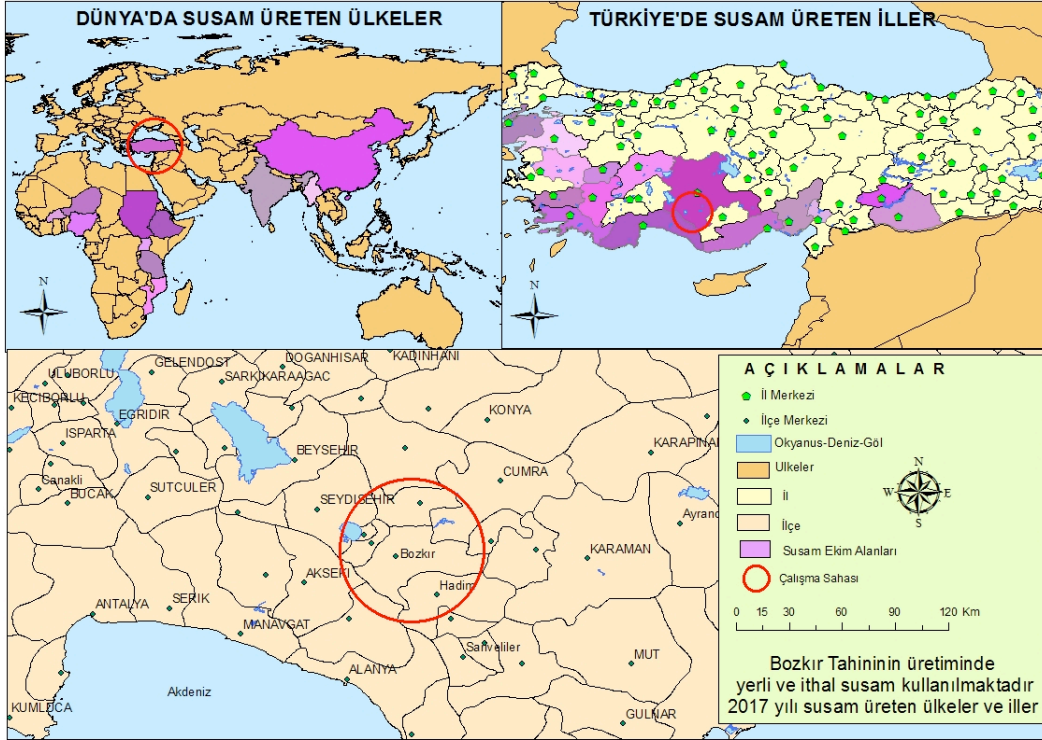 DÜNYA'DA SUSAM ÜRETEN ÜLKELER
TÜRKİYE'DE SUSAM ÜRETEN İLLER
N
N
ULUBORLU
GELENDOST
DOGANHISAR
KADINHANI
SARKIKARAAGAC
KECIBORLU
EGRIDIR
KONYA
ISPARTA
BEYSEHIR
KARAPINAR
CUMRA
Canakli
BUCAK
SUTCULER
SEYDISEHIR
Ayranc
Bozkır
KARAMAN
AKSEKI
Hadim
ANTALYA
SERIK
MANAVGAT
Sarıveliler
ALANYA
MUT
Akdeniz
KUMLUCA
GULNAR
A Ç I K L A M A L A R
İl Merkezi
İlçe Merkezi
Okyanus-Deniz-Göl
Ulkeler
İl
İlçe
Susam Ekim Alanları
Çalışma Sahası
N
W E
S
0 15 30 60 90 120 Km
Bozkır Tahininin üretiminde
yerli ve ithal susam kullanılmaktadır
2017 yılı susam üreten ülkeler ve iller